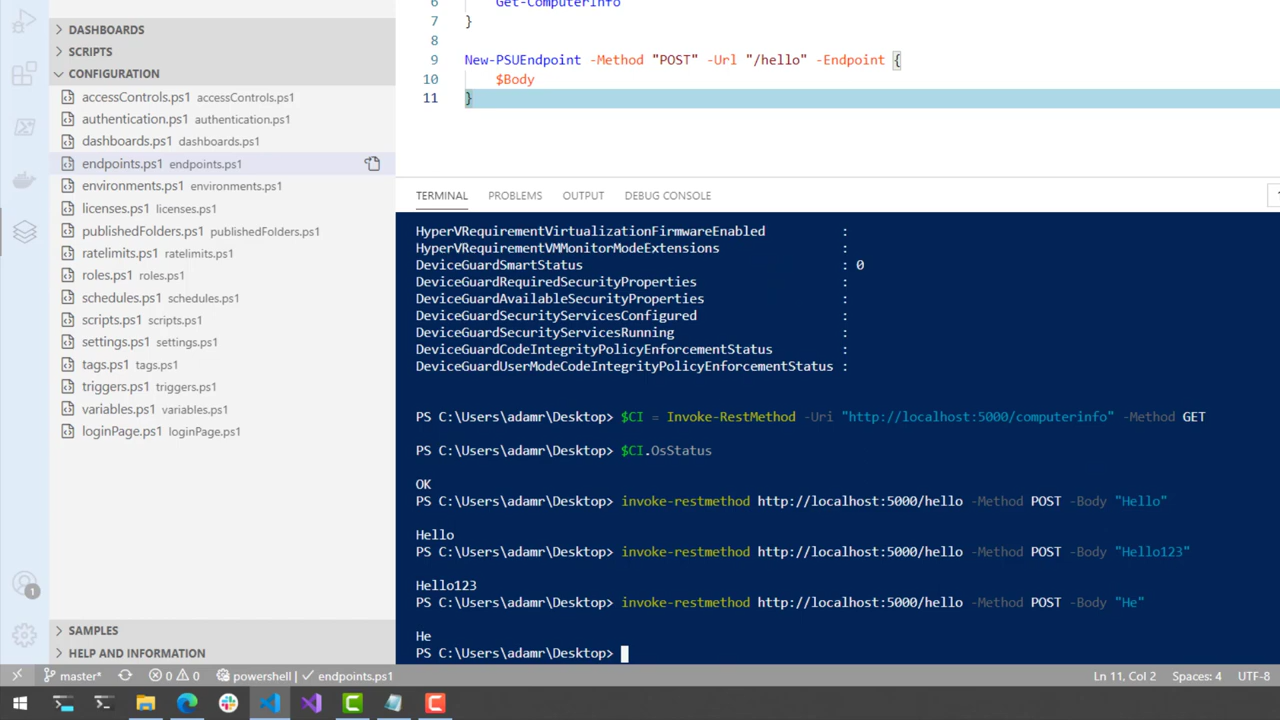 DASHBOARDS
SCRIPTS
CONFIGURATION
accessControls.ps1 accessControls.ps1
authentication.ps1 authentication.ps1
dashboards.ps1 dashboards.ps1
endpoints.ps1 endpoints.ps1
environments.ps1 environments.ps1
licenses.ps1 licenses.ps1
publishedFolders.ps1 publishedFolders.ps1
ratelimits.ps1 ratelimits.ps1
roles.ps1 roles.ps1
schedules.ps1 schedules.ps1
scripts.ps1 scripts.ps1
settings.ps1 settings.ps1
tags.ps1 tags.ps1
triggers.ps1 triggers.ps1
variables.ps1 variables.ps1
loginPage.ps1 loginPage.ps1
SAMPLES
HELP AND INFORMATION
1
6 Get-ComputerInfo
7 }
8
9 New-PSUEndpoint -Method "POST" -Url "/hello" -Endpoint {
10 $Body
11 }
TERMINAL PROBLEMS OUTPUT DEBUG CONSOLE
HyperVRequirementVirtualizationFirmwareEnabled :
HyperVRequirementVMMonitorModeExtensions :
DeviceGuardSmartStatus : 0
DeviceGuardRequiredSecurityProperties :
DeviceGuardAvailableSecurityProperties :
DeviceGuardSecurityServicesConfigured :
DeviceGuardSecurityServicesRunning :
DeviceGuardCodeIntegrityPolicyEnforcementStatus :
DeviceGuardUserModeCodeIntegrityPolicyEnforcementStatus :
PS C:\Users\adamr\Desktop> $CI = Invoke-RestMethod -Uri "http://localhost:5000/computerinfo" -Method GET
PS C:\Users\adamr\Desktop> $CI.OsStatus
OK
PS C:\Users\adamr\Desktop> invoke-restmethod http://localhost:5000/hello -Method POST -Body "Hello"
Hello
PS C:\Users\adamr\Desktop> invoke-restmethod http://localhost:5000/hello -Method POST -Body "Hello123"
Hello123
PS C:\Users\adamr\Desktop> invoke-restmethod http://localhost:5000/hello -Method POST -Body "He"
He
PS C:\Users\adamr\Desktop>
master* 0 0 powershell | ✓ endpoints.ps1 Ln 11, Col 2 Spaces: 4 UTF-8